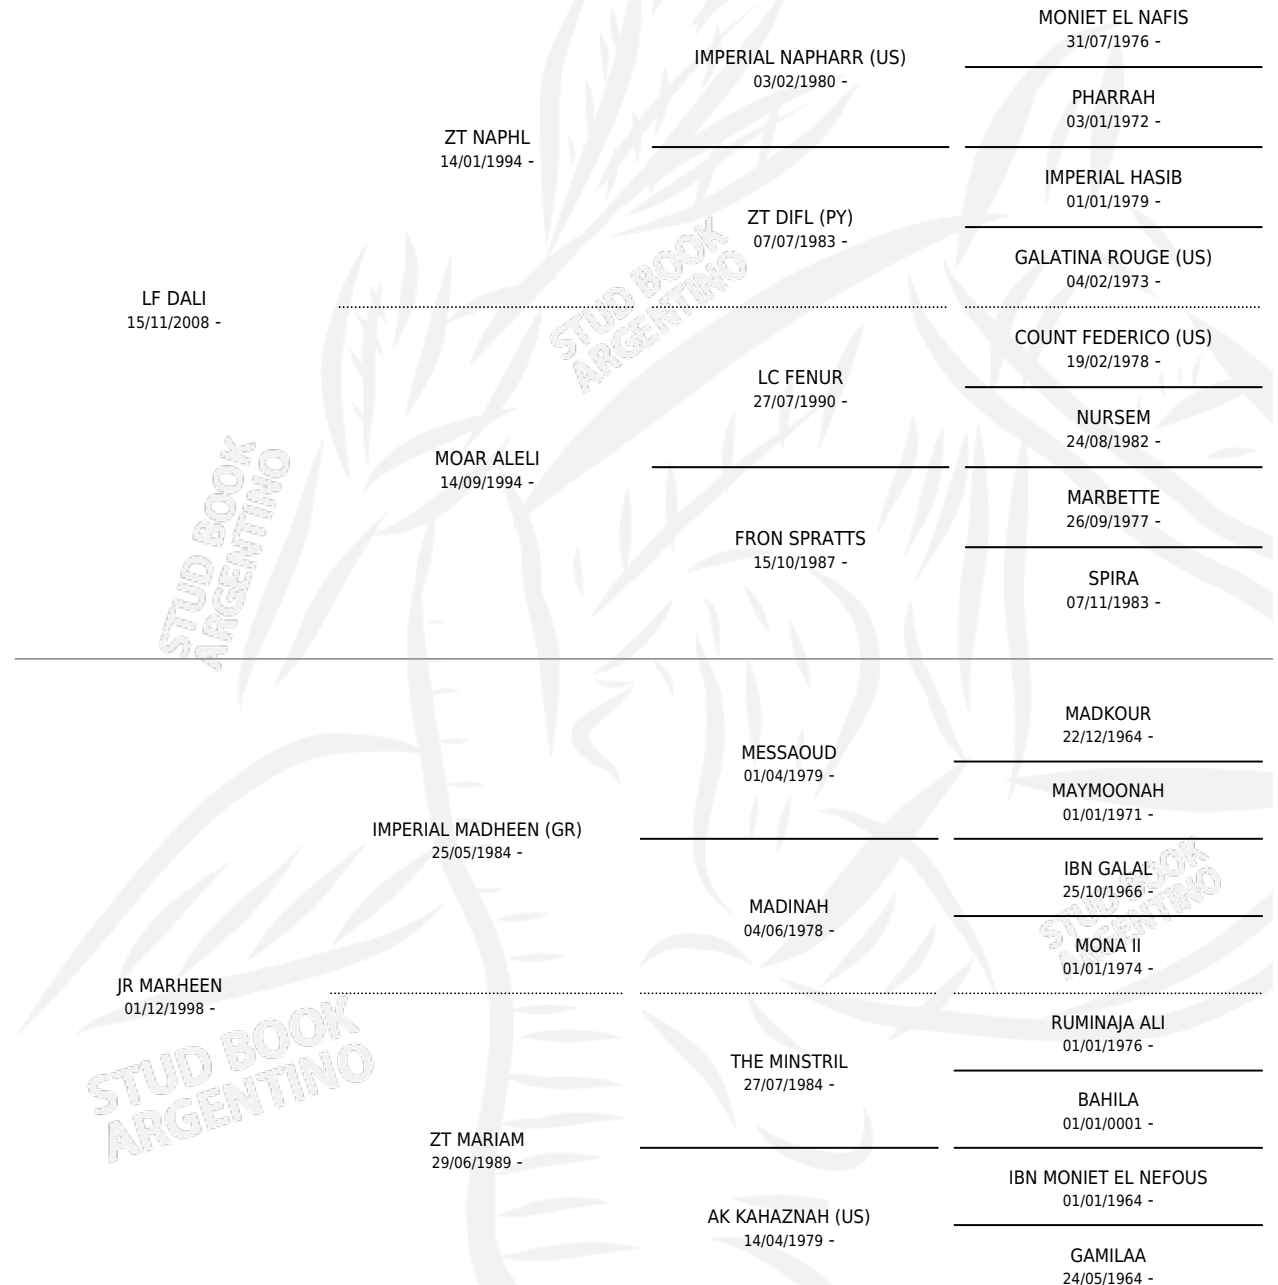 MONIET EL NAFIS
31/07/1976 -
IMPERIAL NAPHARR (US)
03/02/1980 -
PHARRAH
03/01/1972 -
ZT NAPHL
14/01/1994 -
IMPERIAL HASIB
01/01/1979 -
ZT DIFL (PY)
07/07/1983 -
GALATINA ROUGE (US)
04/02/1973 -
LF DALI
15/11/2008 -
STUD BOOK
ARGENTINO
COUNT FEDERICO (US)
19/02/1978 -
LC FENUR
27/07/1990 -
NURSEM
24/08/1982 -
MOAR ALELI
14/09/1994 -
MARBETTE
26/09/1977 -
FRON SPRATTS
15/10/1987 -
SPIRA
07/11/1983 -
STUD BOOK
ARGENTINO
MADKOUR
22/12/1964 -
MESSAOUD
01/04/1979 -
MAYMOONAH
01/01/1971 -
IMPERIAL MADHEEN (GR)
25/05/1984 -
IBN GALAL
25/10/1966 -
MADINAH
04/06/1978 -
STUD BOOK
ARGENTINO
MONA II
01/01/1974 -
JR MARHEEN
01/12/1998 -
STUD BOOK
ARGENTINO
RUMINAJA ALI
01/01/1976 -
THE MINSTRIL
27/07/1984 -
BAHILA
01/01/0001 -
ZT MARIAM
29/06/1989 -
IBN MONIET EL NEFOUS
01/01/1964 -
AK KAHAZNAH (US)
14/04/1979 -
GAMILAA
24/05/1964 -